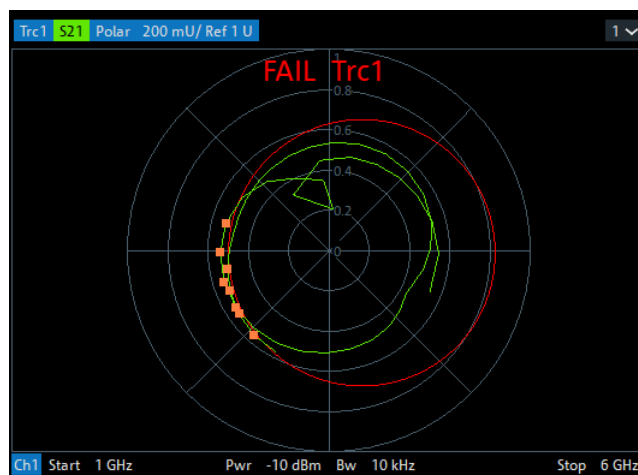 Trc1 S21 Polar 200 mU/ Ref 1 U 1
FAIL Trc1
1
0.8
0.6
0.4
0.2
0
Ch1 Start 1 GHz Pwr -10 dBm Bw 10 kHz Stop 6 GHz